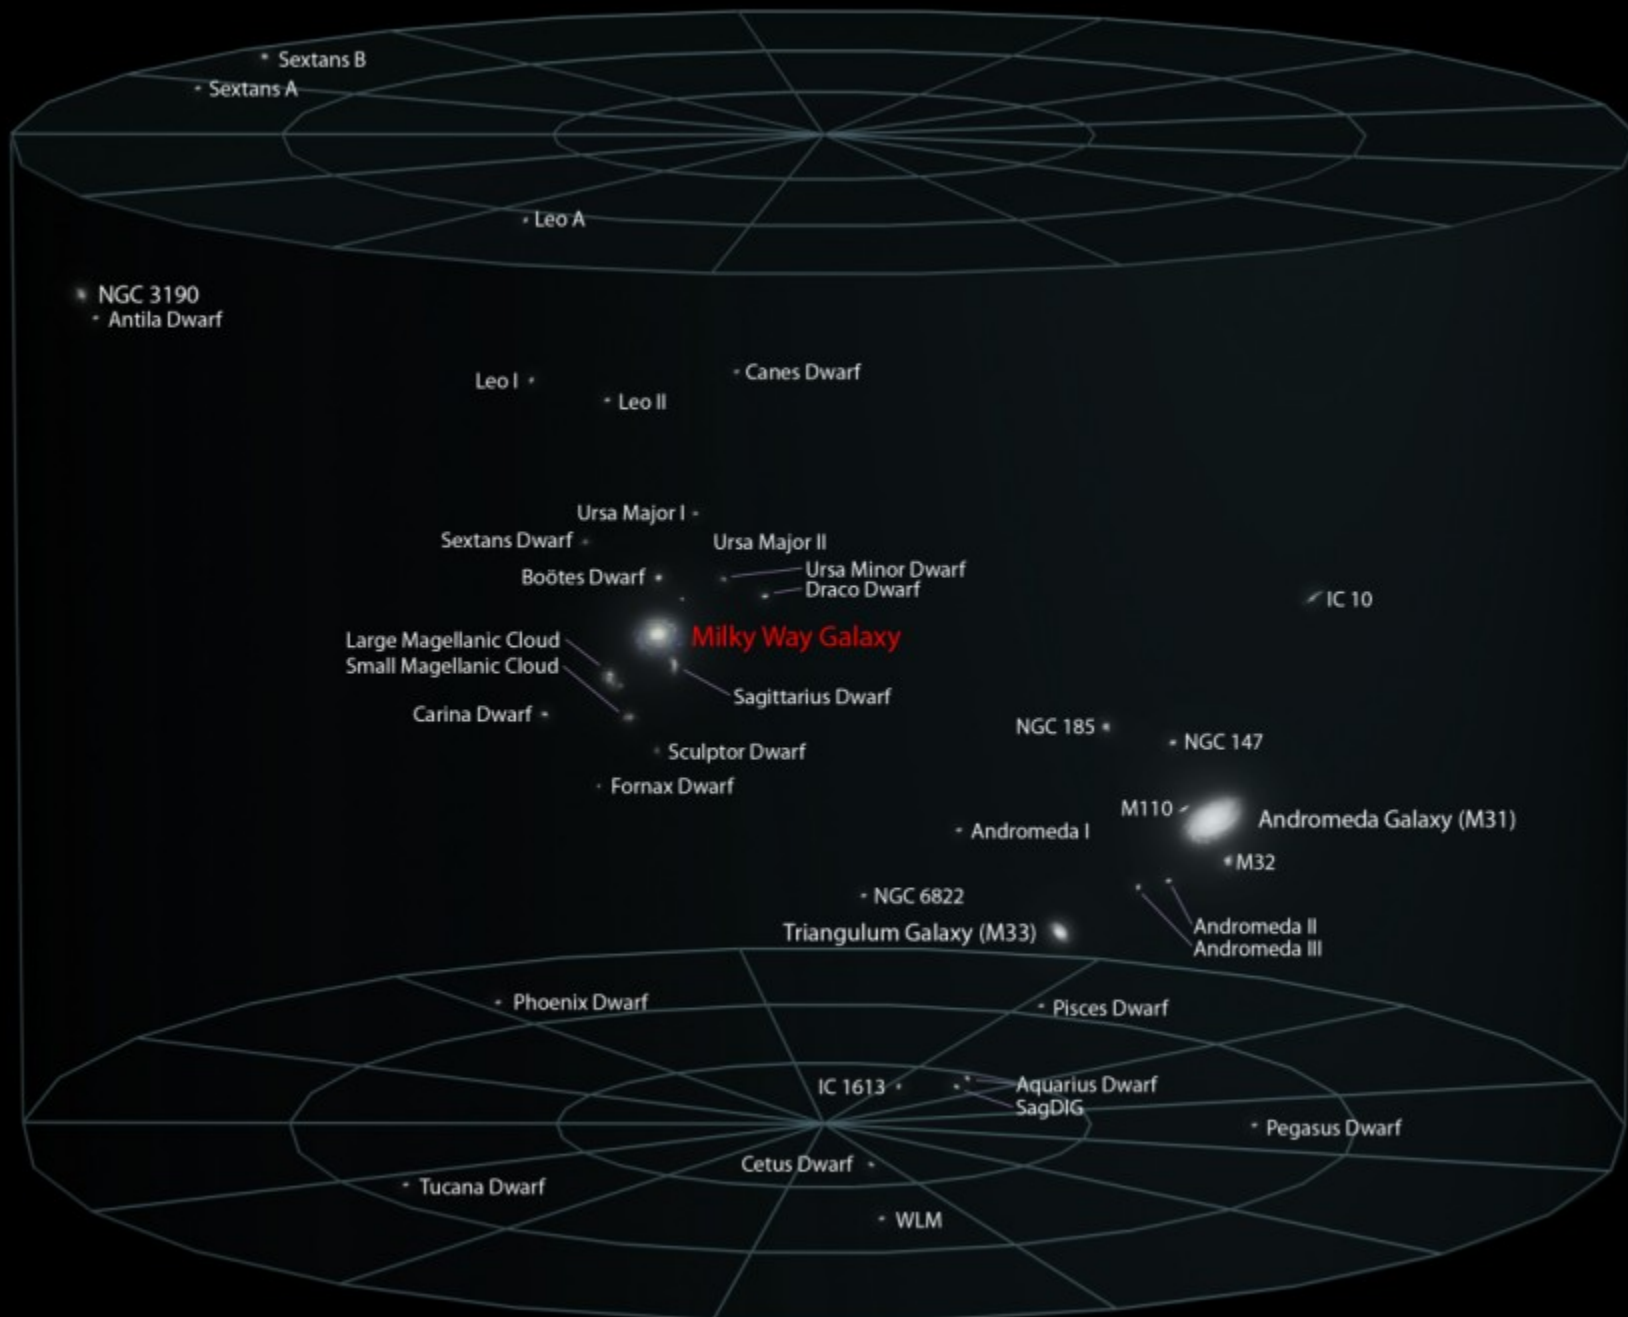 Sextans B
Sextans A
Leo A
NGC 3190
Antila Dwarf
Canes Dwarf
Leo I
Leo II
Ursa Major I
Sextans Dwarf
Ursa Major II
Ursa Minor Dwarf
Boötes Dwarf
Draco Dwarf
IC 10
Milky Way Galaxy
Large Magellanic Cloud
Small Magellanic Cloud
Sagittarius Dwarf
Carina Dwarf
NGC 185
NGC 147
Sculptor Dwarf
Fornax Dwarf
M110
Andromeda Galaxy (M31)
Andromeda I
M32
NGC 6822
Andromeda II
Triangulum Galaxy (M33)
Andromeda III
Phoenix Dwarf
Pisces Dwarf
IC 1613
Aquarius Dwarf
SagDIG
Pegasus Dwarf
Cetus Dwarf
Tucana Dwarf
WLM